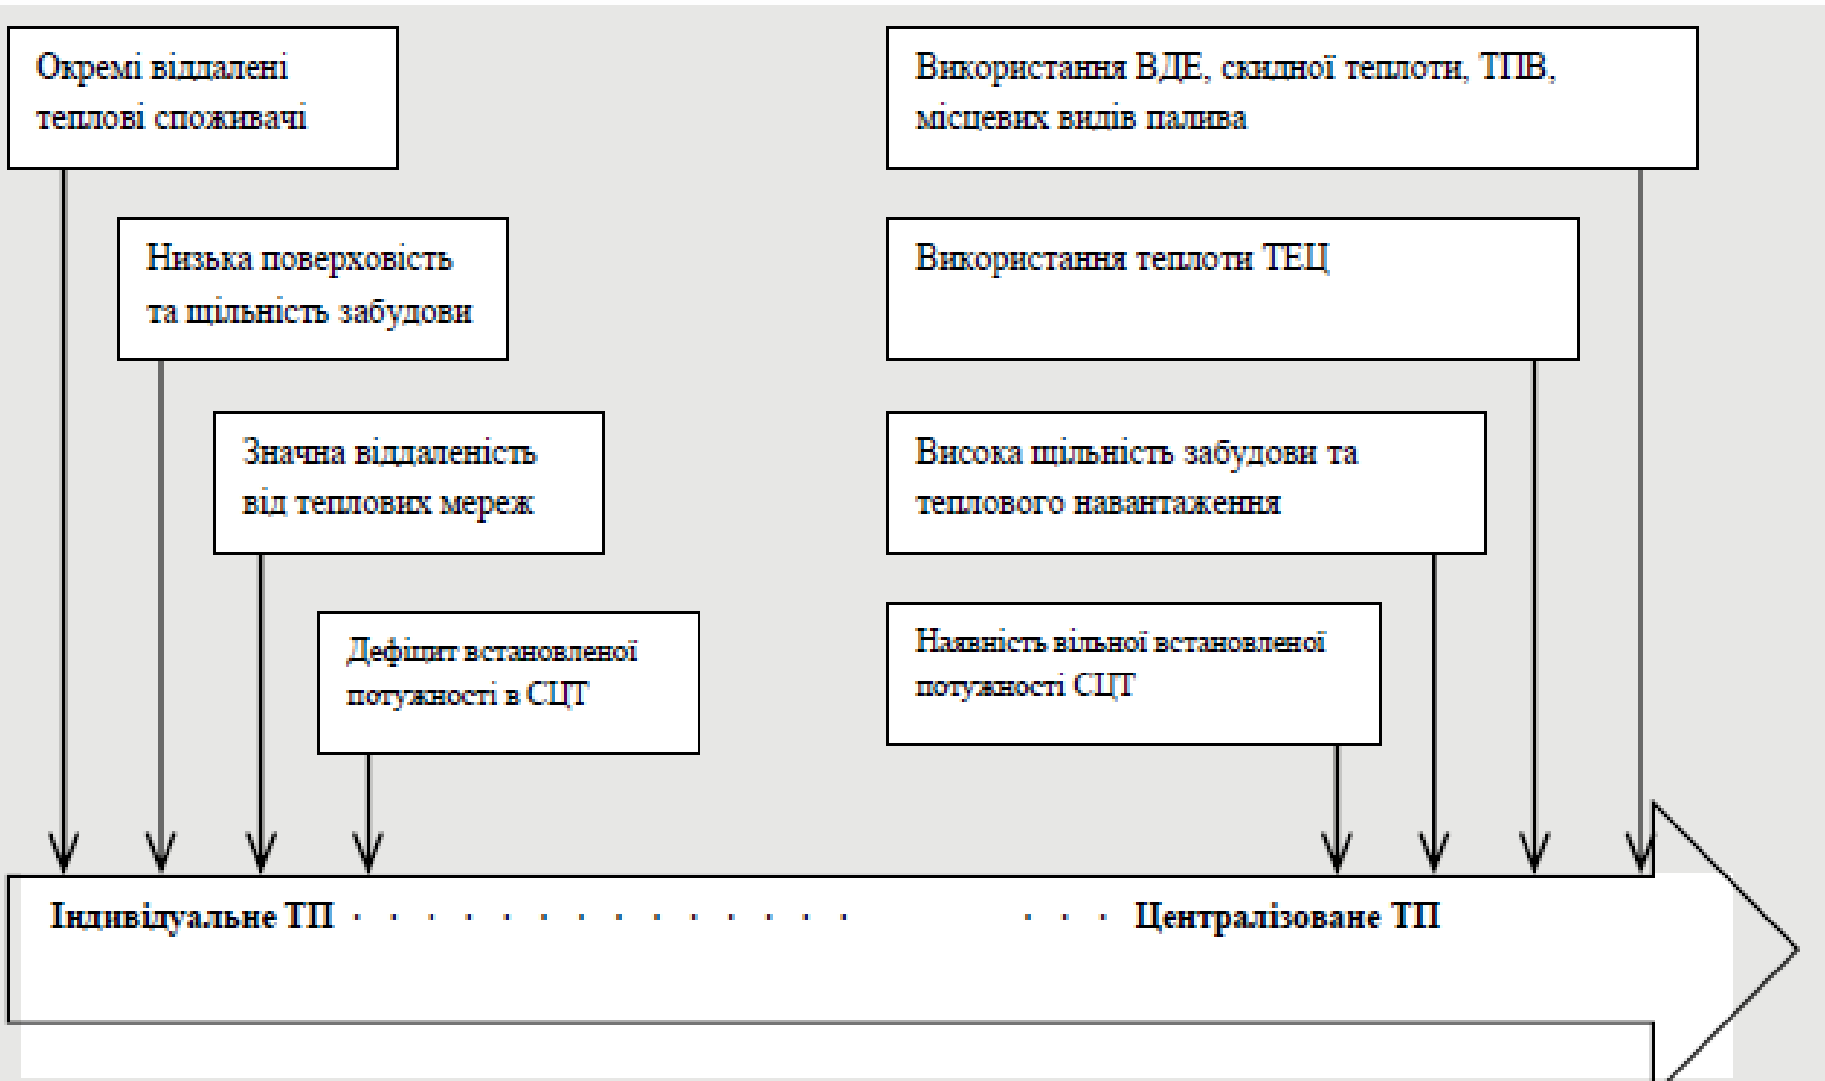 Окремі віддалені
теплові споживачі
Низька поверховість
та щільність забудови
Значна віддаленість
від теплових мереж
Дефіцит встановленої
потужності в СЦТ
Використання ВДЕ, скидної теплоти, ТПВ,
місцевих видів палива
Використання теплоти ТЕЦ
Висока щільність забудови та
теплового навантаження
Наявність вільної встановленої
потужності СЦТ
Індивідуальне ТП . . . . . . . . . . . . . . . . . Централізоване ТП